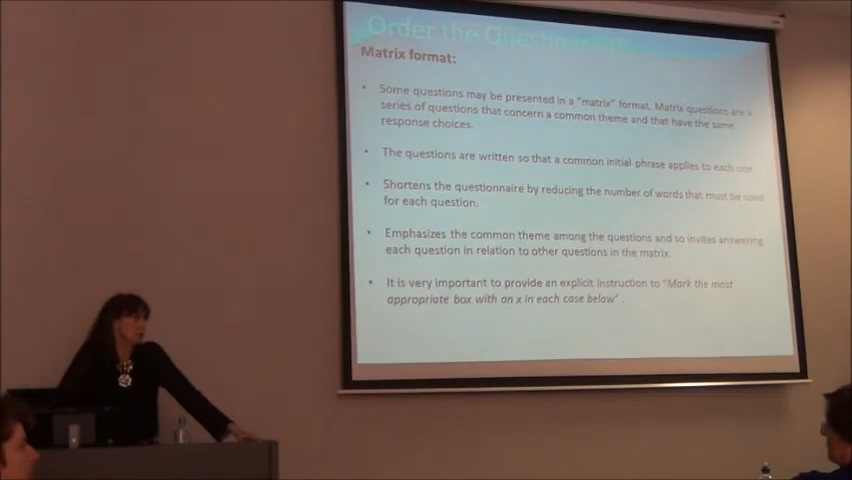 Order the Questions
Matrix format:
• Some questions may be presented in a "matrix" format. Matrix questions are a
series of questions that concern a common theme and that have the same
response choices.
• The questions are written so that a common initial phrase applies to each one
• Shortens the questionnaire by reducing the number of words that must be used
for each question.
• Emphasizes the common theme among the questions and so invites answering
each question in relation to other questions in the matrix.
• It is very important to provide an explicit instruction to "Mark the most
appropriate box with an x in each case below" .